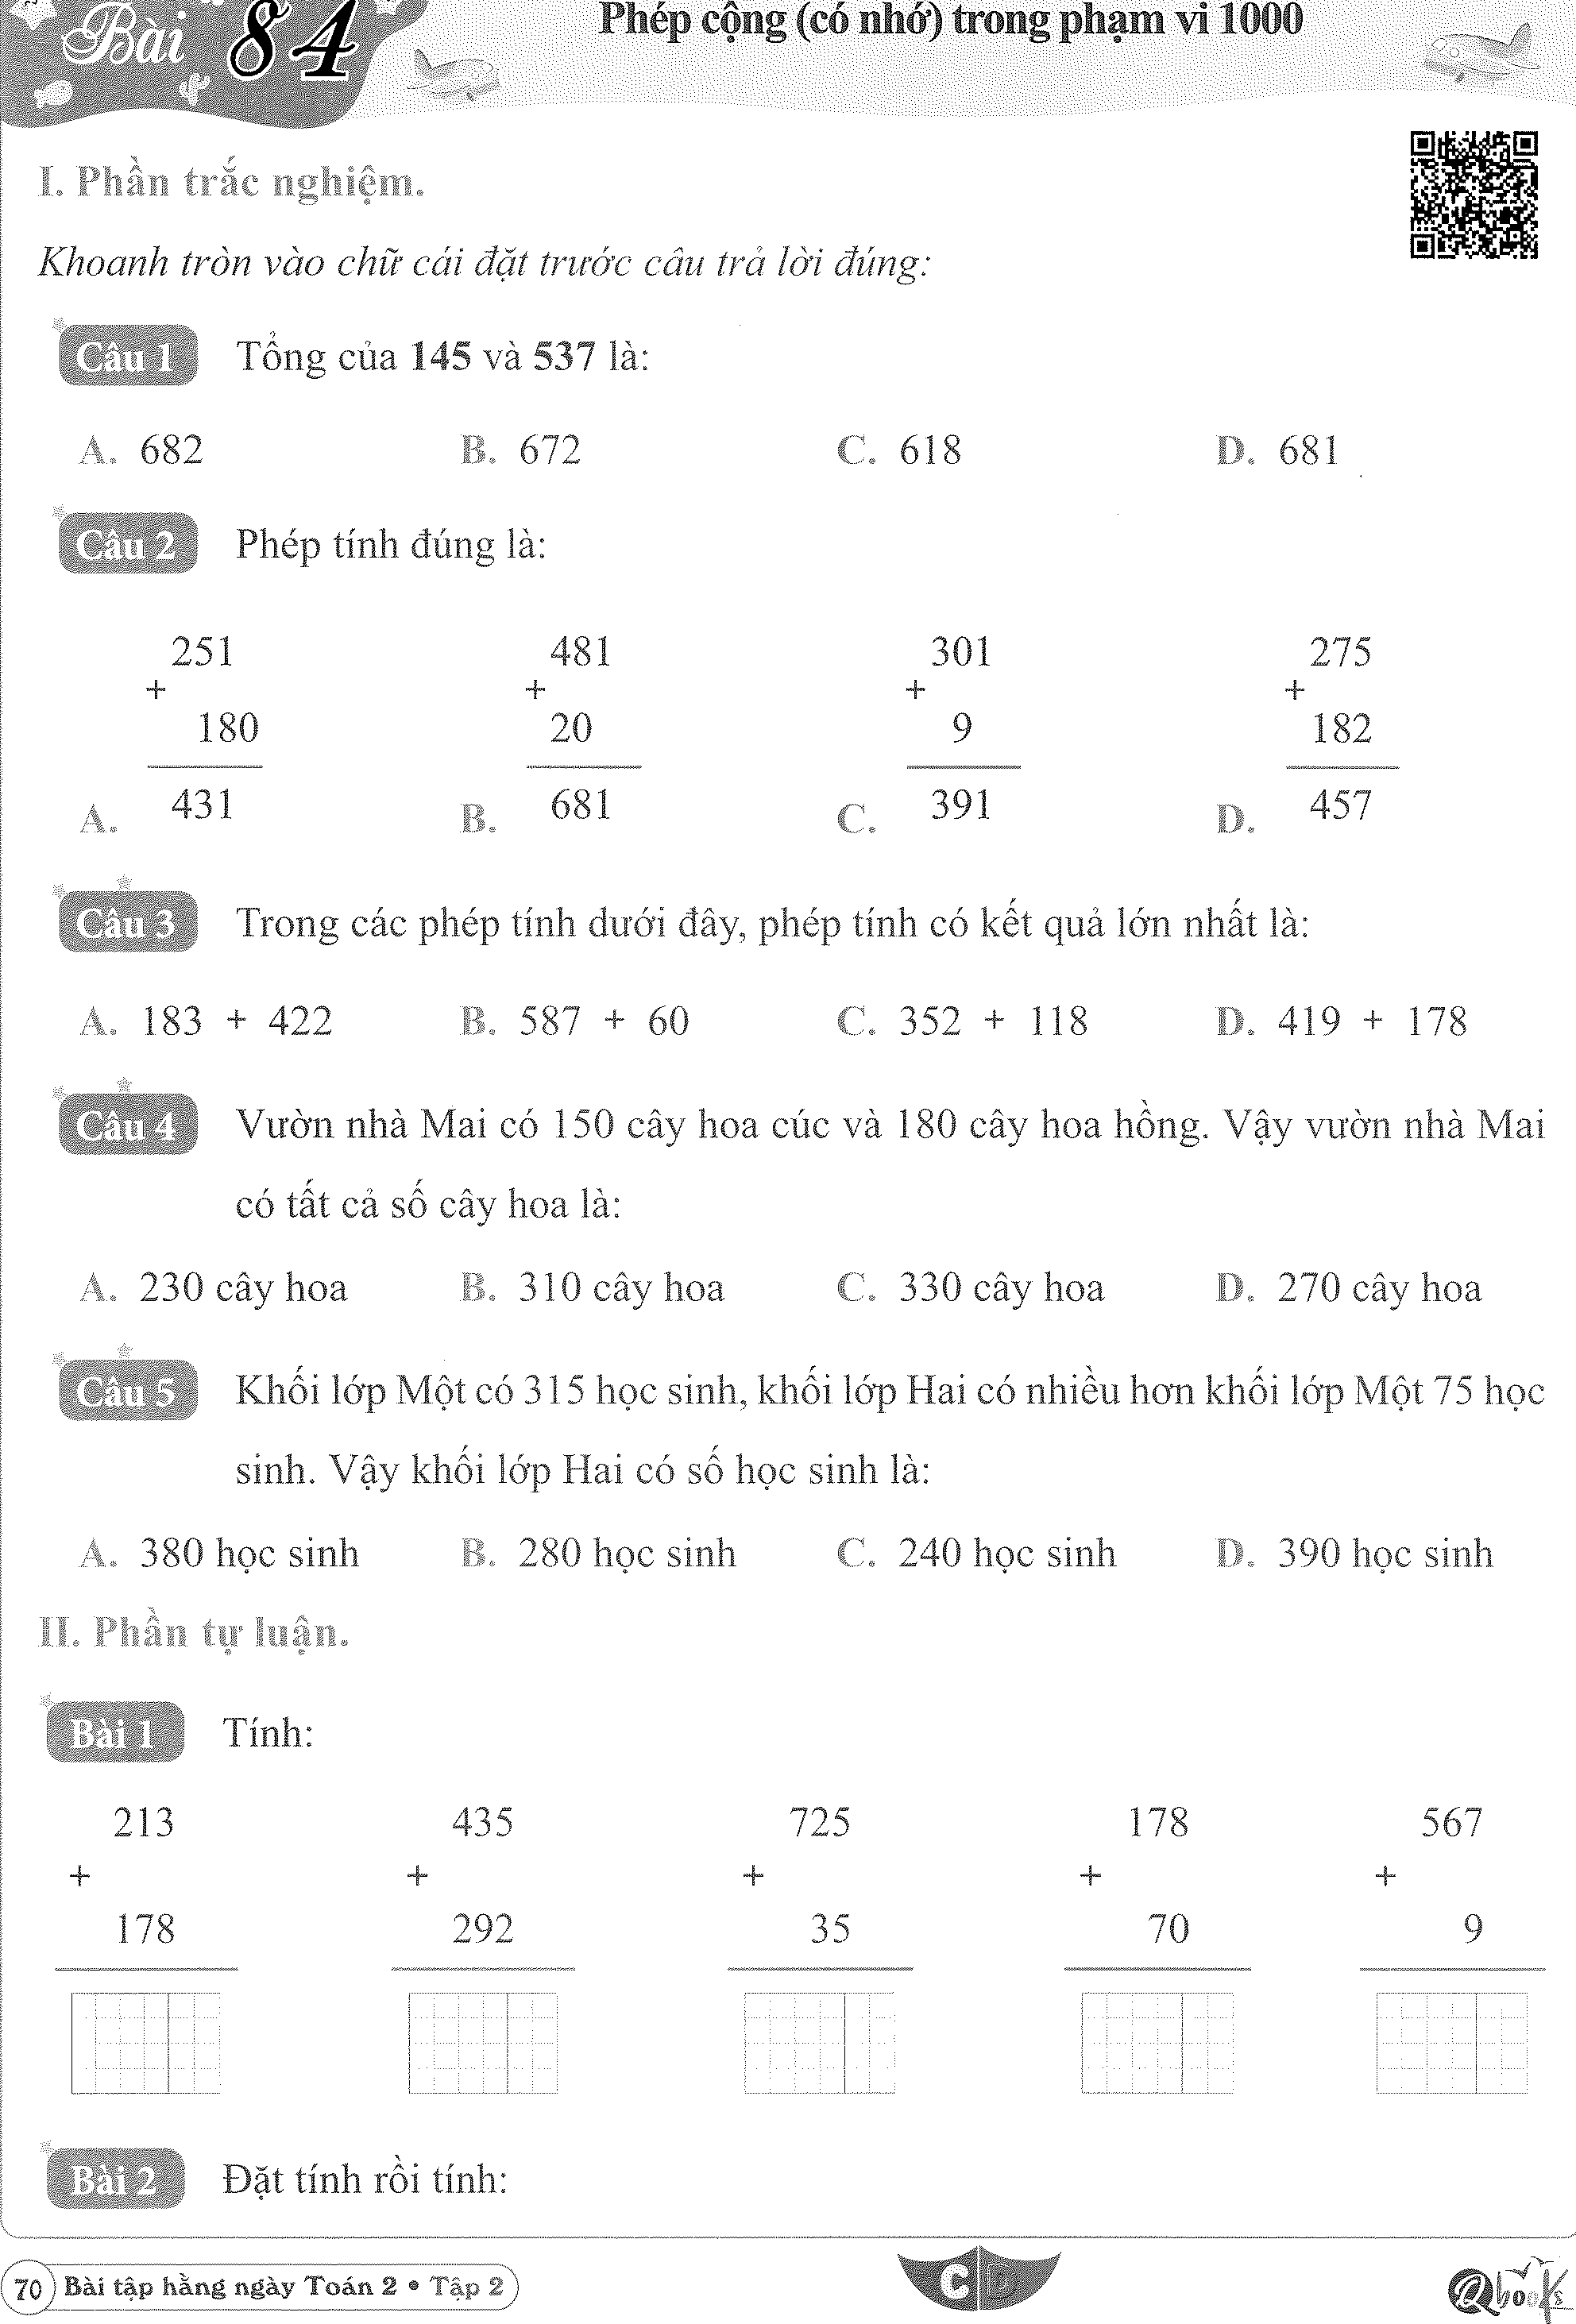 Bài 84
Phép cộng (có nhớ) trong phạm vi 1000
I. Phần trắc nghiệm.
Khoanh tròn vào chữ cái đặt trước câu trả lời đúng:
Câu 1 Tổng của 145 và 537 là:
A. 682 B. 672 C. 618 D. 681
Câu 2 Phép tính đúng là:
251 481 301 275
+ + + +
180 20 9 182
A. 431 B. 681 C. 391 D. 457
Câu 3 Trong các phép tính dưới đây, phép tính có kết quả lớn nhất là:
A. 183 + 422 B. 587 + 60 C. 352 + 118 D. 419 + 178
Câu 4 Vườn nhà Mai có 150 cây hoa cúc và 180 cây hoa hồng. Vậy vườn nhà Mai
có tất cả số cây hoa là:
A. 230 cây hoa B. 310 cây hoa C. 330 cây hoa D. 270 cây hoa
Câu 5 Khối lớp Một có 315 học sinh, khối lớp Hai có nhiều hơn khối lớp Một 75 học
sinh. Vậy khối lớp Hai có số học sinh là:
A. 380 học sinh B. 280 học sinh C. 240 học sinh D. 390 học sinh
II. Phần tự luận.
Bài 1 Tính:
213 435 725 178 567
+ + + + +
178 292 35 70 9
Bài 2 Đặt tính rồi tính:
70 Bài tập hằng ngày Toán 2 • Tập 2
C D
Qbooks